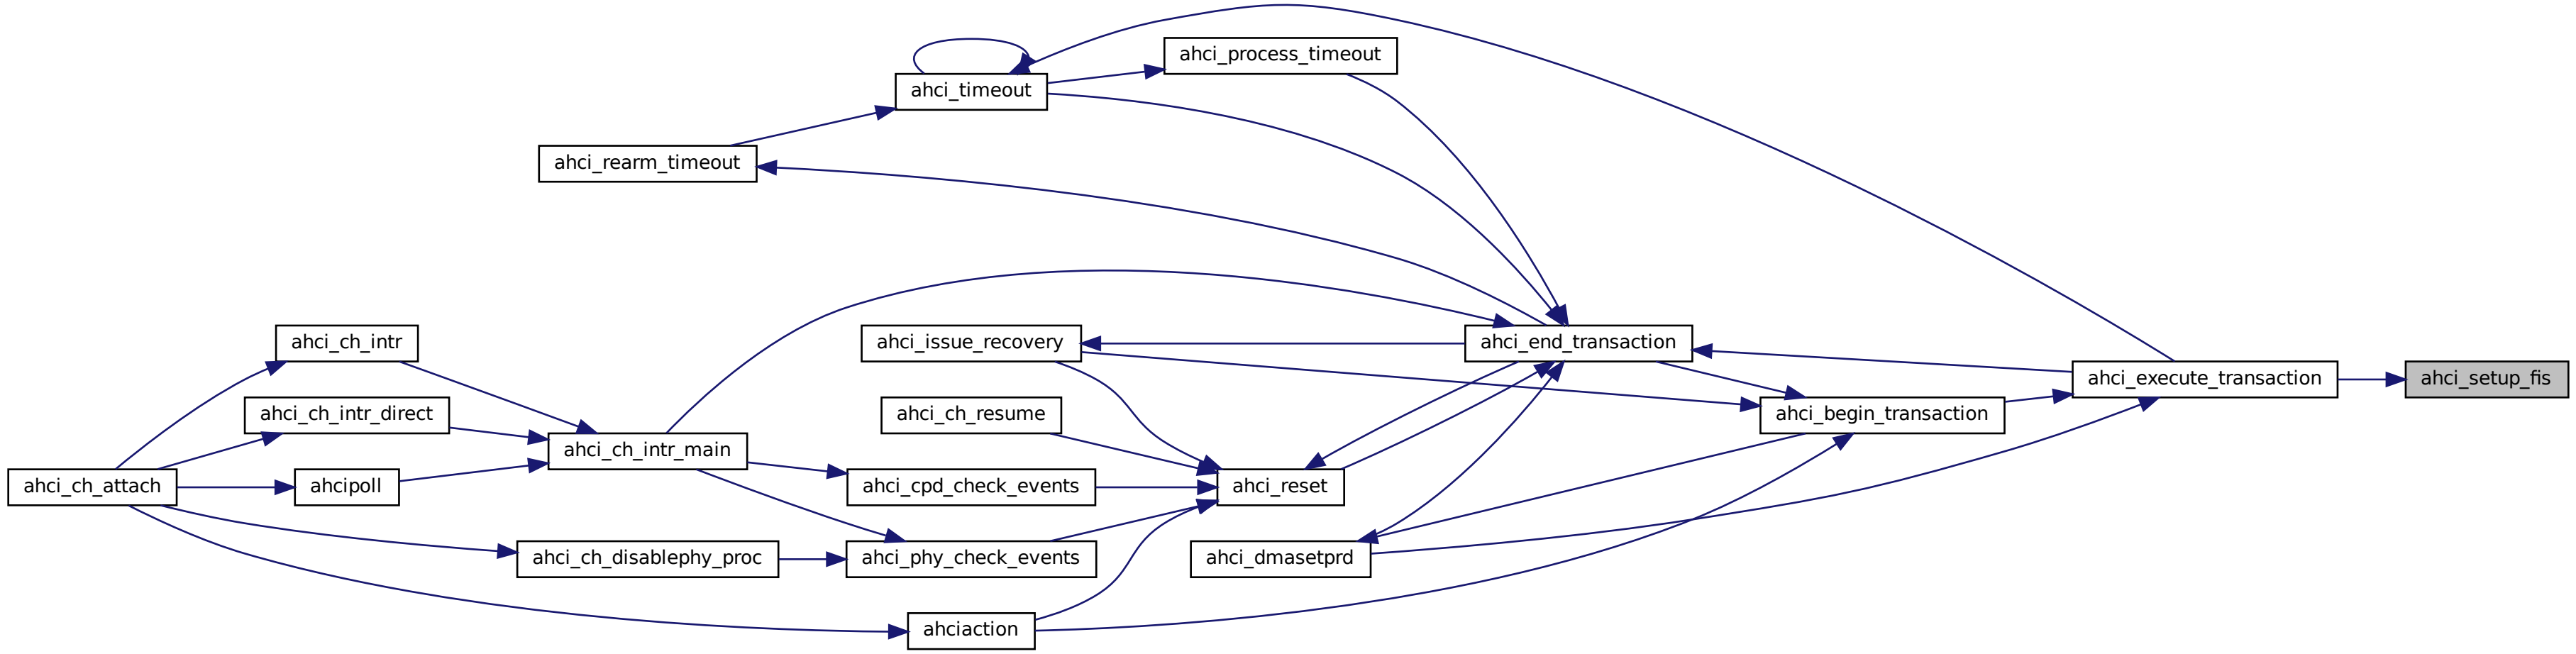 ahci_process_timeout
ahci_timeout
ahci_rearm_timeout
ahci_ch_intr
ahci_issue_recovery
ahci_end_transaction
ahci_execute_transaction
ahci_setup_fis
ahci_ch_intr_direct
ahci_ch_resume
ahci_begin_transaction
ahci_ch_intr_main
ahci_ch_attach
ahcipoll
ahci_cpd_check_events
ahci_reset
ahci_ch_disablephy_proc
ahci_phy_check_events
ahci_dmasetprd
ahciaction